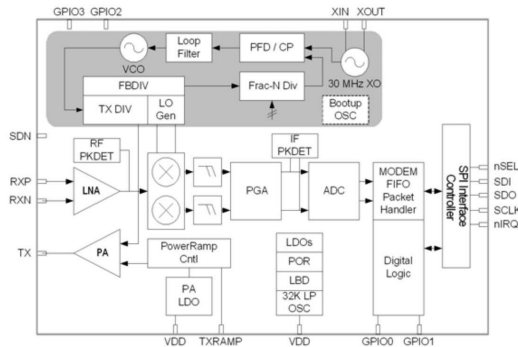 GPIO3 GPIO2
XIN XOUT
VCO
Loop
Filter
PFD / CP
30 MHz XO
FBDIV
TX DIV
LO
Gen
Frac-N Div
Bootup
OSC
SDN
RF
PKDET
IF
PKDET
RXP
RXN
LNA
PGA
ADC
MODEM
FIFO
Packet
Handler
Digital
Logic
SPI Interface
Controller
nSEL
SDI
SDO
SCLK
nIRQ
TX
PA
PowerRamp
Cntl
PA
LDO
LDOs
POR
LBD
32K LP
OSC
VDD
TXRAMP
VDD
GPIO0
GPIO1